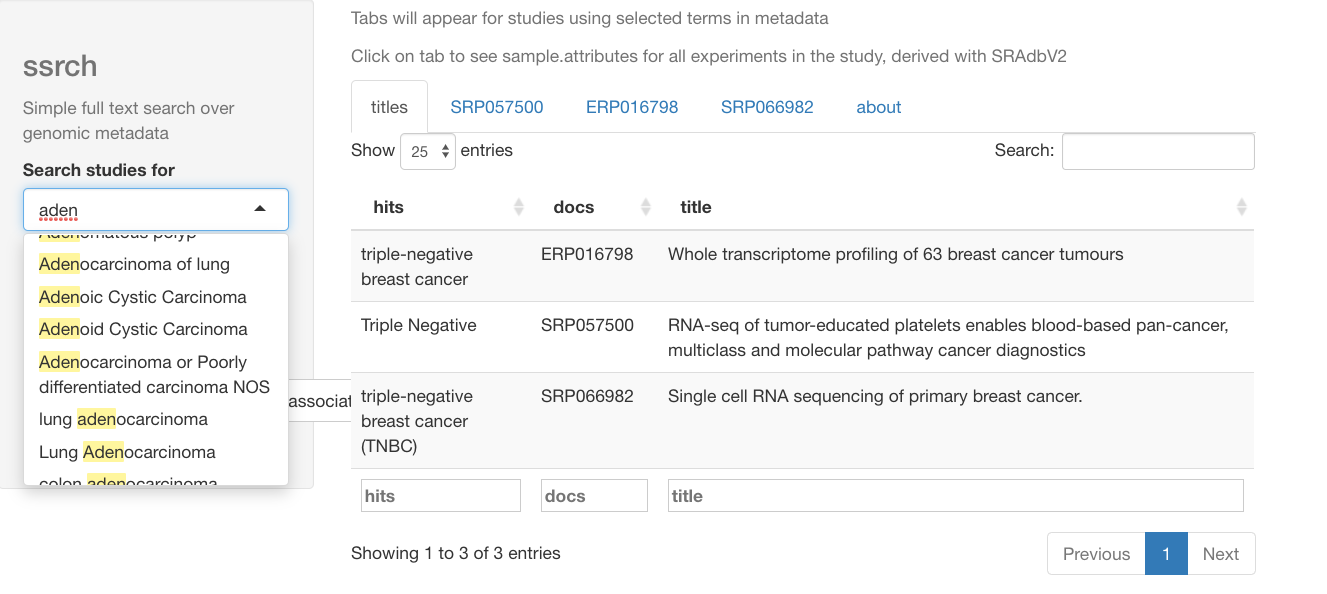 ssrch
Simple full text search over
genomic metadata
Search studies for
aden
Adenomatous polyp
Adenocarcinoma of lung
Adenoic Cystic Carcinoma
Adenoid Cystic Carcinoma
Adenocarcinoma or Poorly
differentiated carcinoma NOS
lung adenocarcinoma
Lung Adenocarcinoma
colon adenocarcinoma
Tabs will appear for studies using selected terms in metadata
Click on tab to see sample.attributes for all experiments in the study, derived with SRAdbV2
titles SRP057500 ERP016798 SRP066982 about
Show 25 entries Search:
hits docs title
triple-negative ERP016798 Whole transcriptome profiling of 63 breast cancer tumours
breast cancer
Triple Negative SRP057500 RNA-seq of tumor-educated platelets enables blood-based pan-cancer,
multiclass and molecular pathway cancer diagnostics
triple-negative SRP066982 Single cell RNA sequencing of primary breast cancer.
breast cancer
(TNBC)
hits docs title
Showing 1 to 3 of 3 entries Previous 1 Next